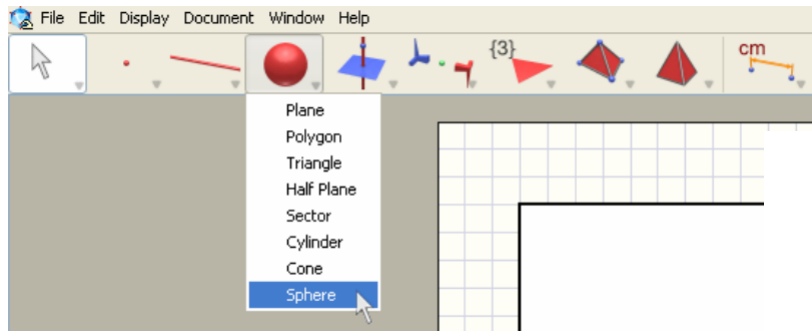 File Edit Display Document Window Help
{3}
cm
Plane
Polygon
Triangle
Half Plane
Sector
Cylinder
Cone
Sphere